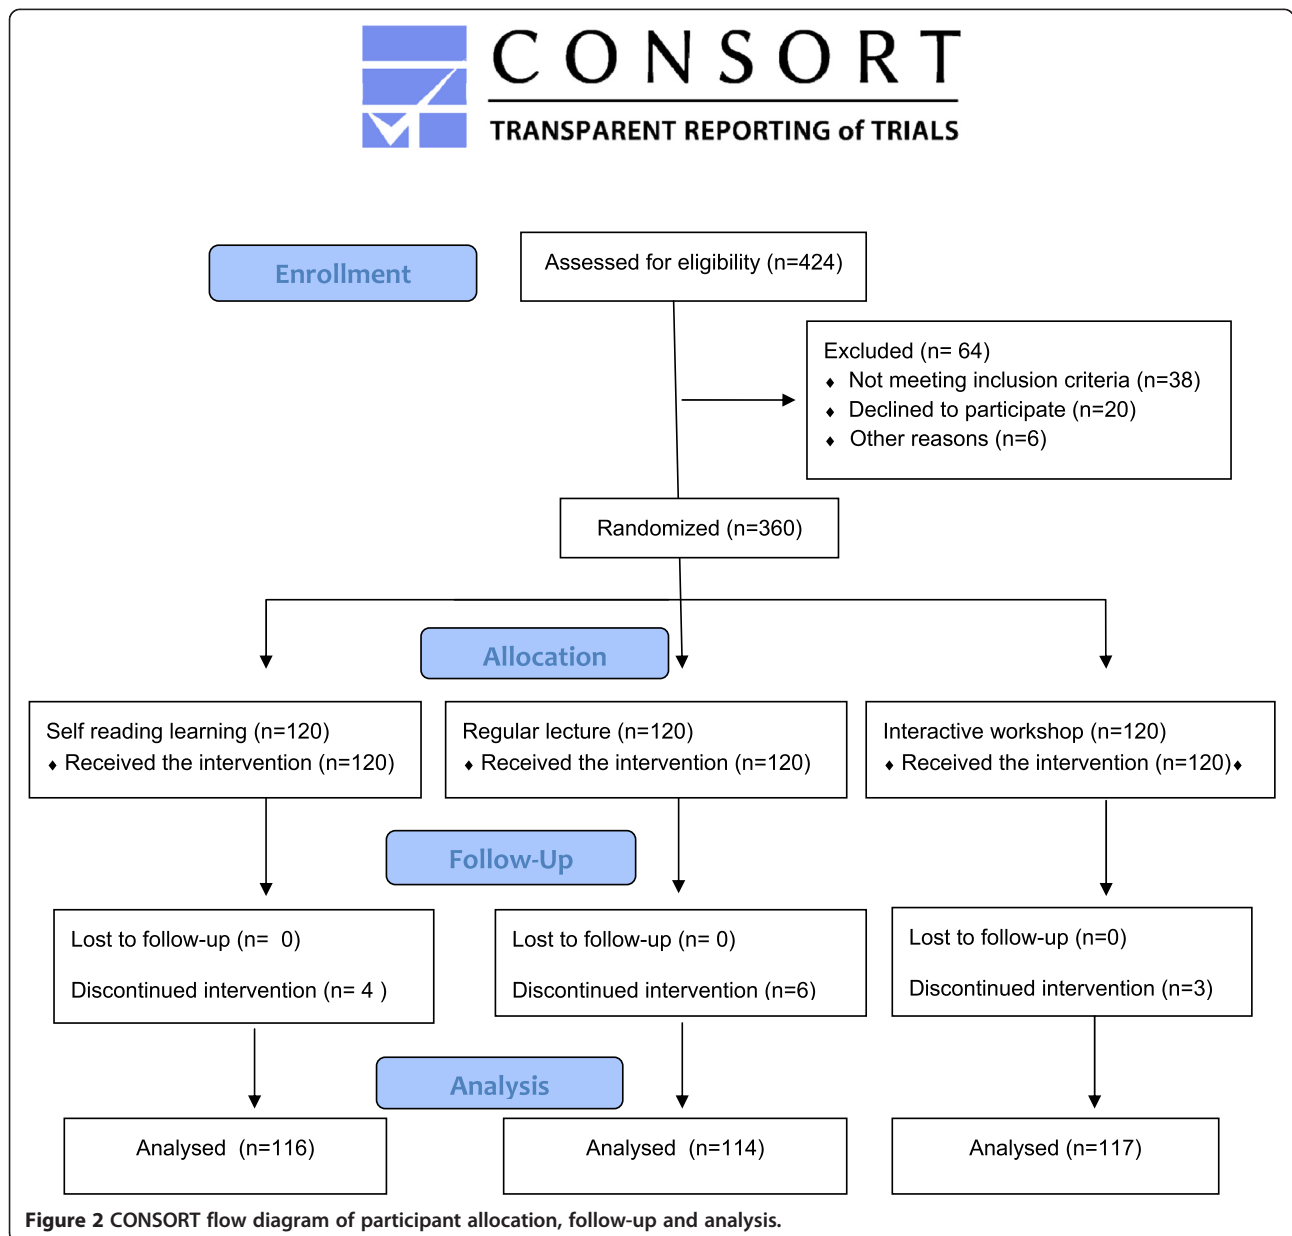 CONSORT
TRANSPARENT REPORTING of TRIALS
Enrollment
Assessed for eligibility (n=424)
Excluded (n= 64)
♦ Not meeting inclusion criteria (n=38)
♦ Declined to participate (n=20)
♦ Other reasons (n=6)
Randomized (n=360)
Allocation
Self reading learning (n=120)
♦ Received the intervention (n=120)
Regular lecture (n=120)
♦ Received the intervention (n=120)
Interactive workshop (n=120)
♦ Received the intervention (n=120)♦
Follow-Up
Lost to follow-up (n= 0)
Discontinued intervention (n= 4 )
Lost to follow-up (n= 0)
Discontinued intervention (n=6)
Lost to follow-up (n=0)
Discontinued intervention (n=3)
Analysis
Analysed (n=116)
Analysed (n=114)
Analysed (n=117)
Figure 2 CONSORT flow diagram of participant allocation, follow-up and analysis.